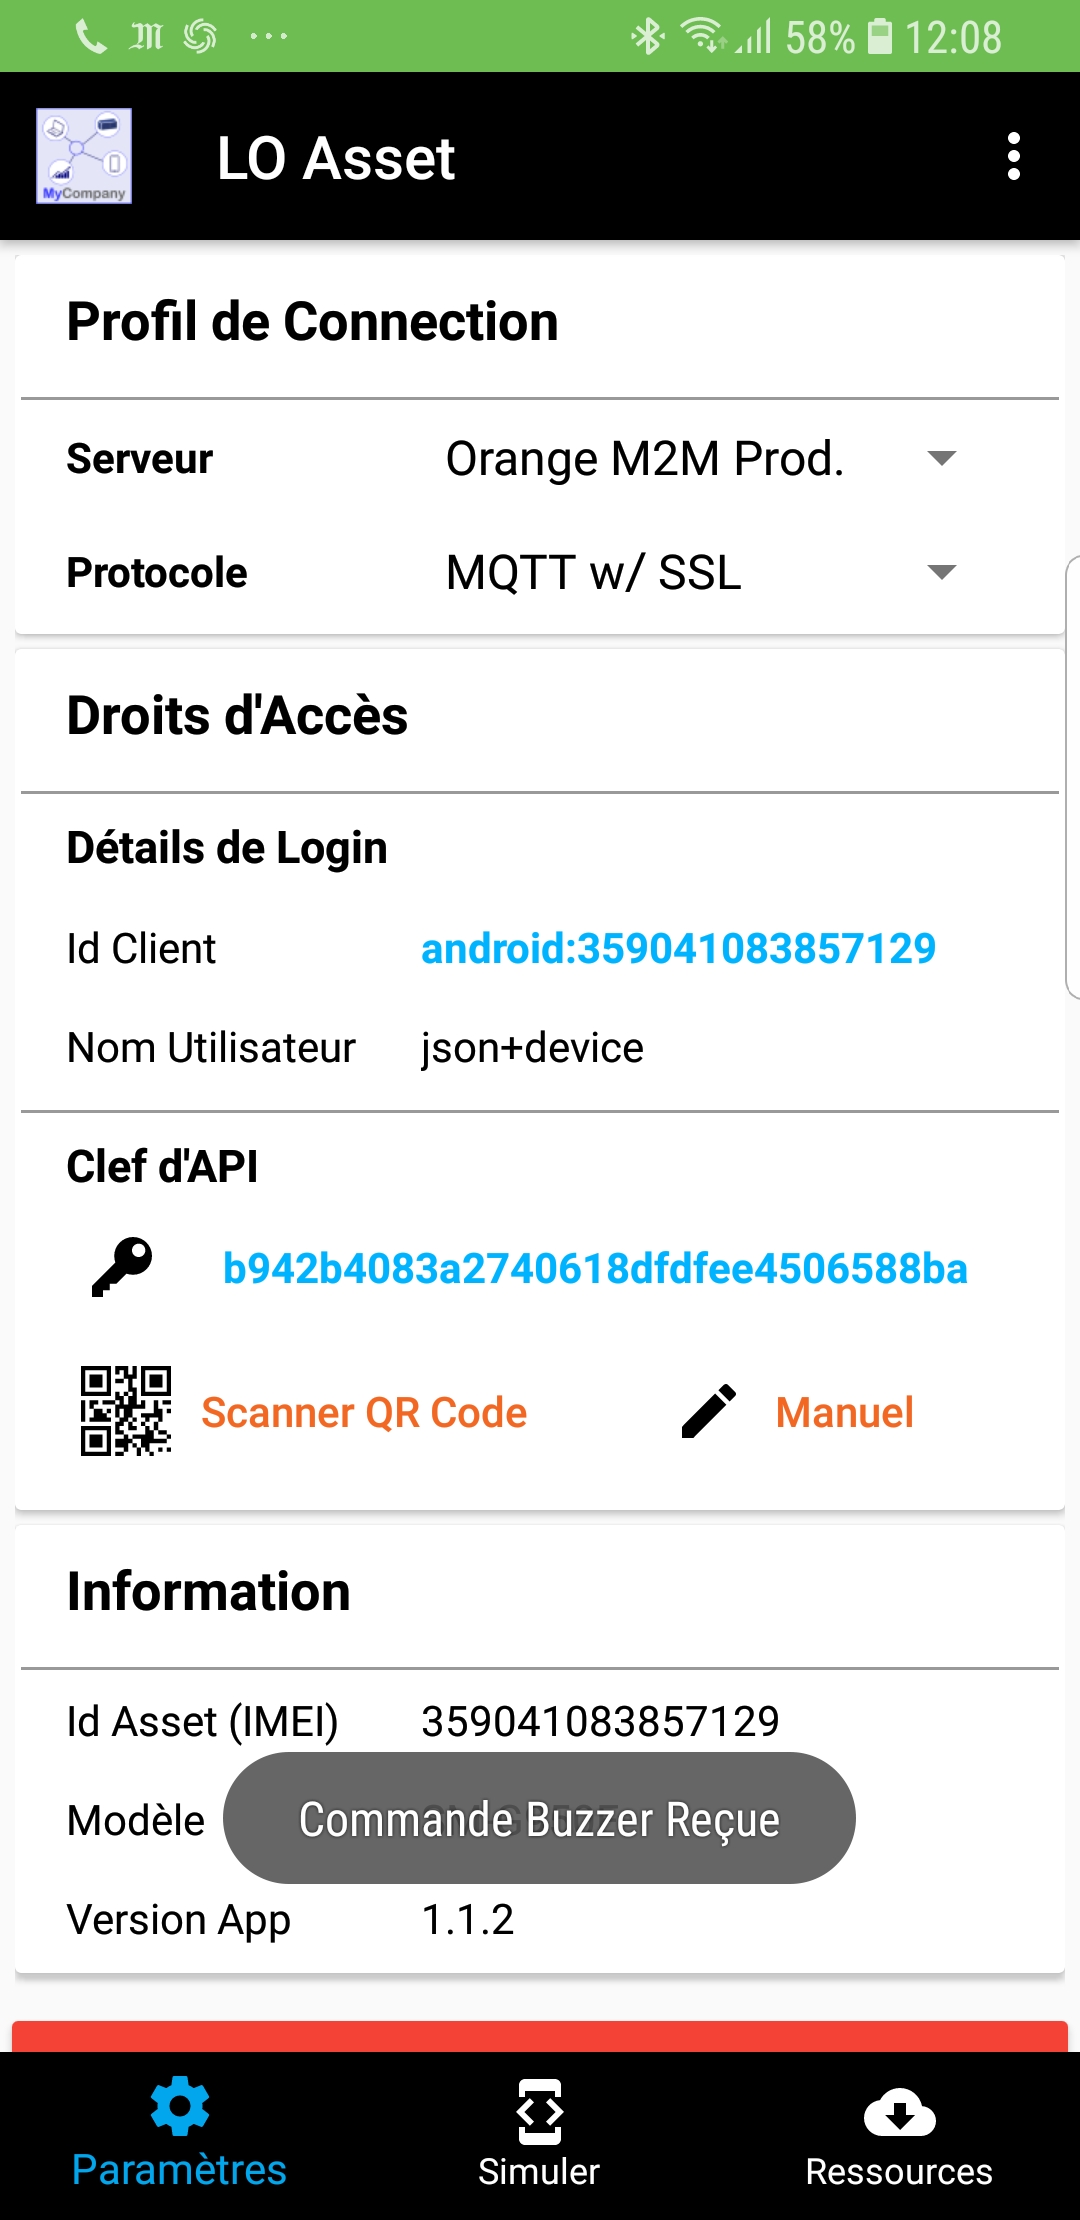 58% 12:08
MyCompany
LO Asset
Profil de Connection
Serveur Orange M2M Prod.
Protocole MQTT w/ SSL
Droits d'Accès
Détails de Login
Id Client android:359041083857129
Nom Utilisateur json+device
Clef d'API
b942b4083a2740618dfdfee4506588ba
Scanner QR Code Manuel
Information
Id Asset (IMEI) 359041083857129
Modèle
Commande Buzzer Reçue
Version App 1.1.2
Paramètres Simuler Ressources